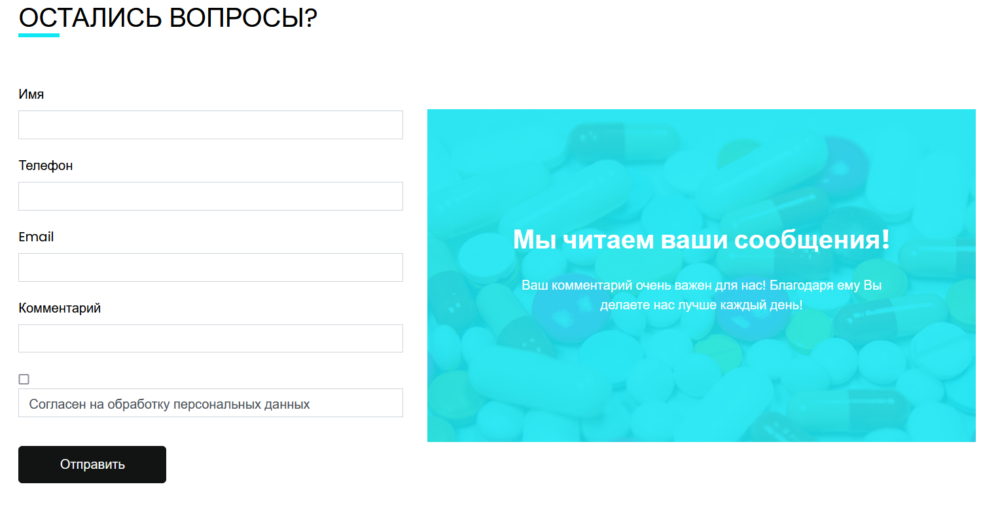 ОСТАЛИСЬ ВОПРОСЫ?
Имя
Телефон
Email
Комментарий
Согласен на обработку персональных данных
Отправить
Мы читаем ваши сообщения!
Ваш комментарий очень важен для нас! Благодаря ему Вы
делаете нас лучше каждый день!